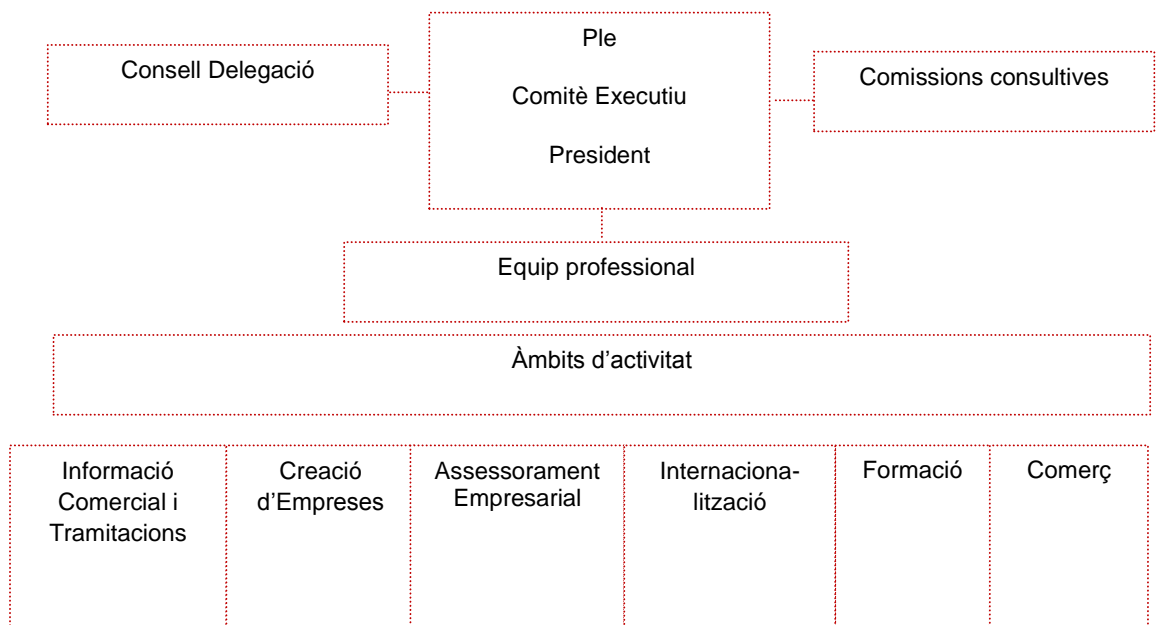 Ple
Consell Delegació
Comissions consultives
Comitè Executiu
President
Equip professional
Àmbits d’activitat
Informació
Comercial i
Tramitacions
Creació
d’Empreses
Assessorament
Empresarial
Internaciona-
lització
Formació
Comerç